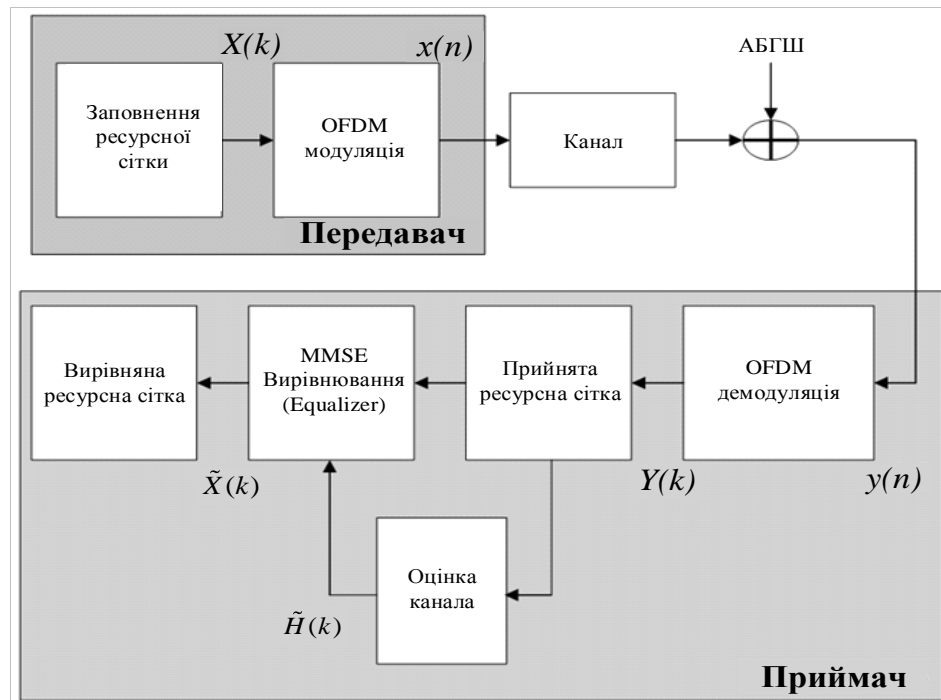 X(k)
x(n)
АБГШ
Заповнення
ресурсної
сітки
OFDM
модуляція
Канал
Передавач
Вирівняна
ресурсна сітка
MMSE
Вирівнювання
(Equalizer)
Прийнята
ресурсна сітка
OFDM
демодуляція
X̃(k)
Y(k)
y(n)
Оцінка
канала
H̃(k)
Приймач